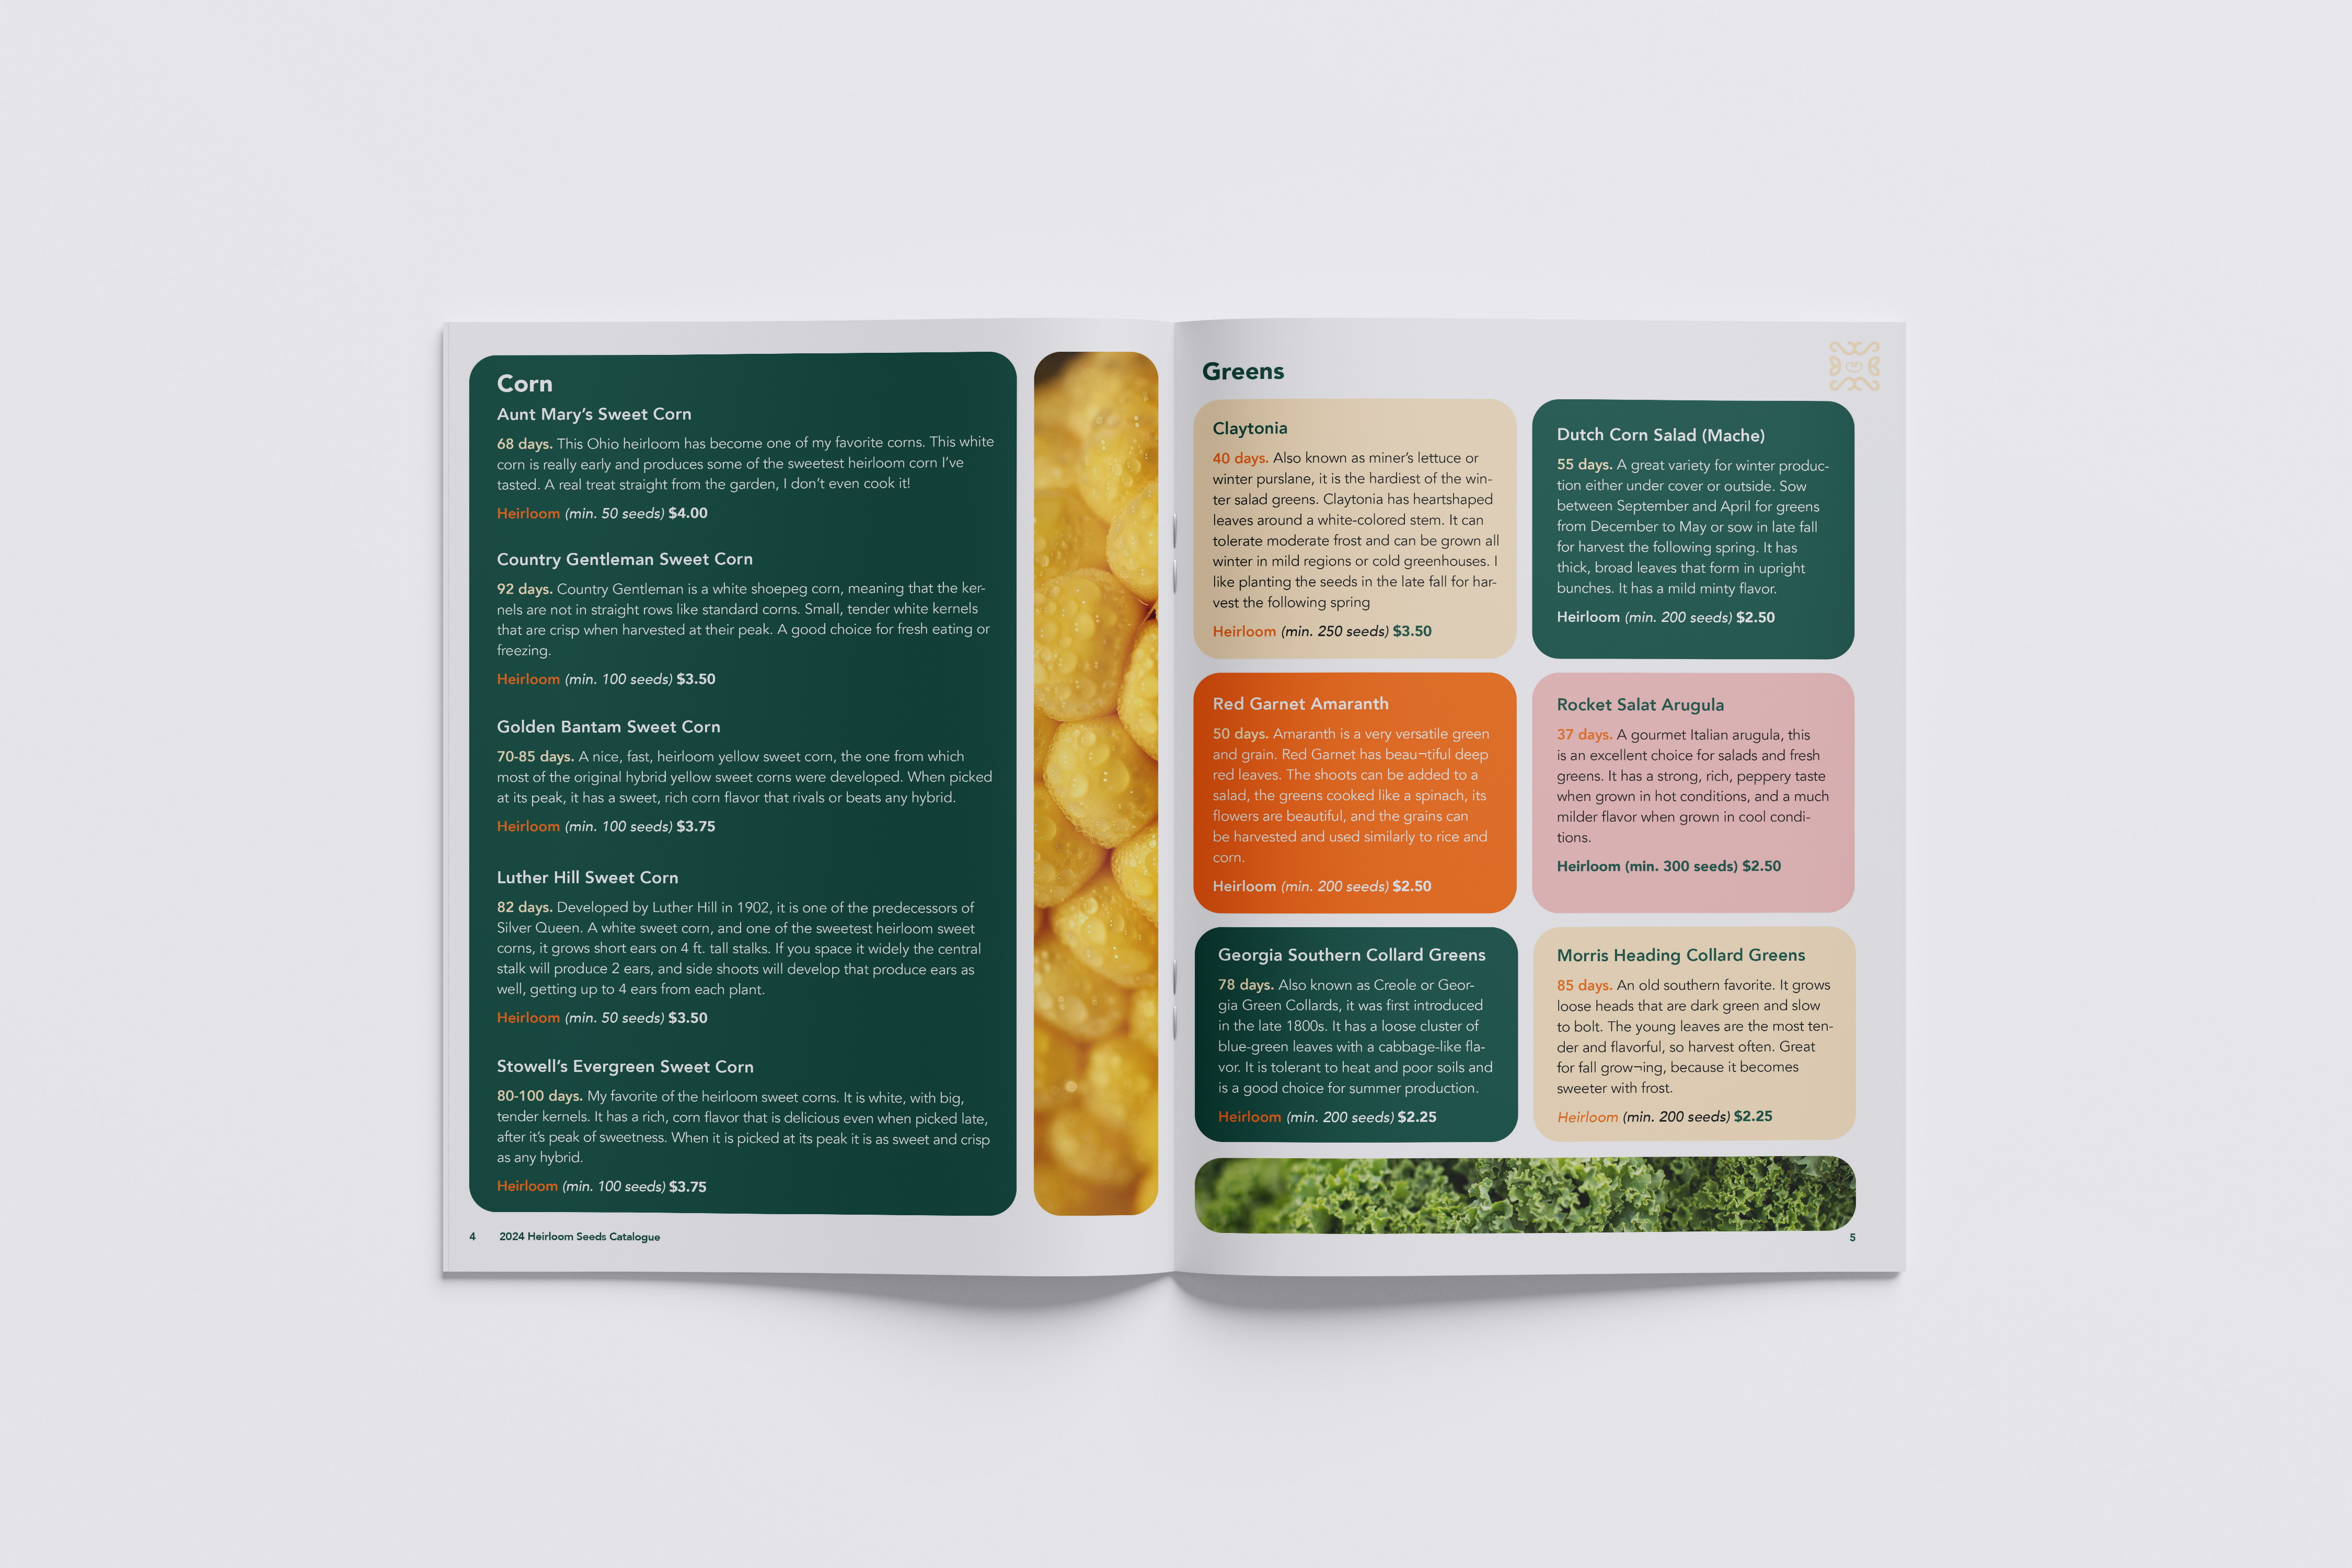 Corn
Aunt Mary's Sweet Corn
68 days. This Ohio heirloom has become one of my favorite corns. This white
corn is really early and produces some of the sweetest heirloom corn I've
tasted. A real treat straight from the garden, I don't even cook it!
Heirloom (min. 50 seeds) $4.00
Country Gentleman Sweet Corn
92 days. Country Gentleman is a white shoepeg corn, meaning that the ker-
nels are not in straight rows like standard corns. Small, tender white kernels
that are crisp when harvested at their peak. A good choice for fresh eating or
freezing.
Heirloom (min. 100 seeds) $3.50
Golden Bantam Sweet Corn
70-85 days. A nice, fast, heirloom yellow sweet corn, the one from which
most of the original hybrid yellow sweet corns were developed. When picked
at its peak, it has a sweet, rich corn flavor that rivals or beats any hybrid.
Heirloom (min. 100 seeds) $3.75
Luther Hill Sweet Corn
82 days. Developed by Luther Hill in 1902, it is one of the predecessors of
Silver Queen. A white sweet corn, and one of the sweetest heirloom sweet
corns, it grows short ears on 4 ft. tall stalks. If you space it widely the central
stalk will produce 2 ears, and side shoots will develop that produce ears as
well, getting up to 4 ears from each plant.
Heirloom (min. 50 seeds) $3.50
Stowell's Evergreen Sweet Corn
80-100 days. My favorite of the heirloom sweet corns. It is white, with big,
tender kernels. It has a rich, corn flavor that is delicious even when picked late,
after it's peak of sweetness. When it is picked at its peak it is as sweet and crisp
as any hybrid.
Heirloom (min. 100 seeds) $3.75
4 2024 Heirloom Seeds Catalogue
Greens
Claytonia
40 days. Also known as miner's lettuce or
winter purslane, it is the hardiest of the win-
ter salad greens. Claytonia has heartshaped
leaves around a white-colored stem. It can
tolerate moderate frost and can be grown all
winter in mild regions or cold greenhouses. I
like planting the seeds in the late fall for har-
vest the following spring
Heirloom (min. 250 seeds) $3.50
Dutch Corn Salad (Mache)
55 days. A great variety for winter produc-
tion either under cover or outside. Sow
between September and April for greens
from December to May or sow in late fall
for harvest the following spring. It has
thick, broad leaves that form in upright
bunches. It has a mild minty flavor.
Heirloom (min. 200 seeds) $2.50
Red Garnet Amaranth
50 days. Amaranth is a very versatile green
and grain. Red Garnet has beau¬tiful deep
red leaves. The shoots can be added to a
salad, the greens cooked like a spinach, its
flowers are beautiful, and the grains can
be harvested and used similarly to rice and
corn.
Heirloom (min. 200 seeds) $2.50
Rocket Salat Arugula
37 days. A gourmet Italian arugula, this
is an excellent choice for salads and fresh
greens. It has a strong, rich, peppery taste
when grown in hot conditions, and a much
milder flavor when grown in cool condi-
tions.
Heirloom (min. 300 seeds) $2.50
Georgia Southern Collard Greens
78 days. Also known as Creole or Geor-
gia Green Collards, it was first introduced
in the late 1800s. It has a loose cluster of
blue-green leaves with a cabbage-like fla-
vor. It is tolerant to heat and poor soils and
is a good choice for summer production.
Heirloom (min. 200 seeds) $2.25
Morris Heading Collard Greens
85 days. An old southern favorite. It grows
loose heads that are dark green and slow
to bolt. The young leaves are the most ten-
der and flavorful, so harvest often. Great
for fall grow¬ing, because it becomes
sweeter with frost.
Heirloom (min. 200 seeds) $2.25
5